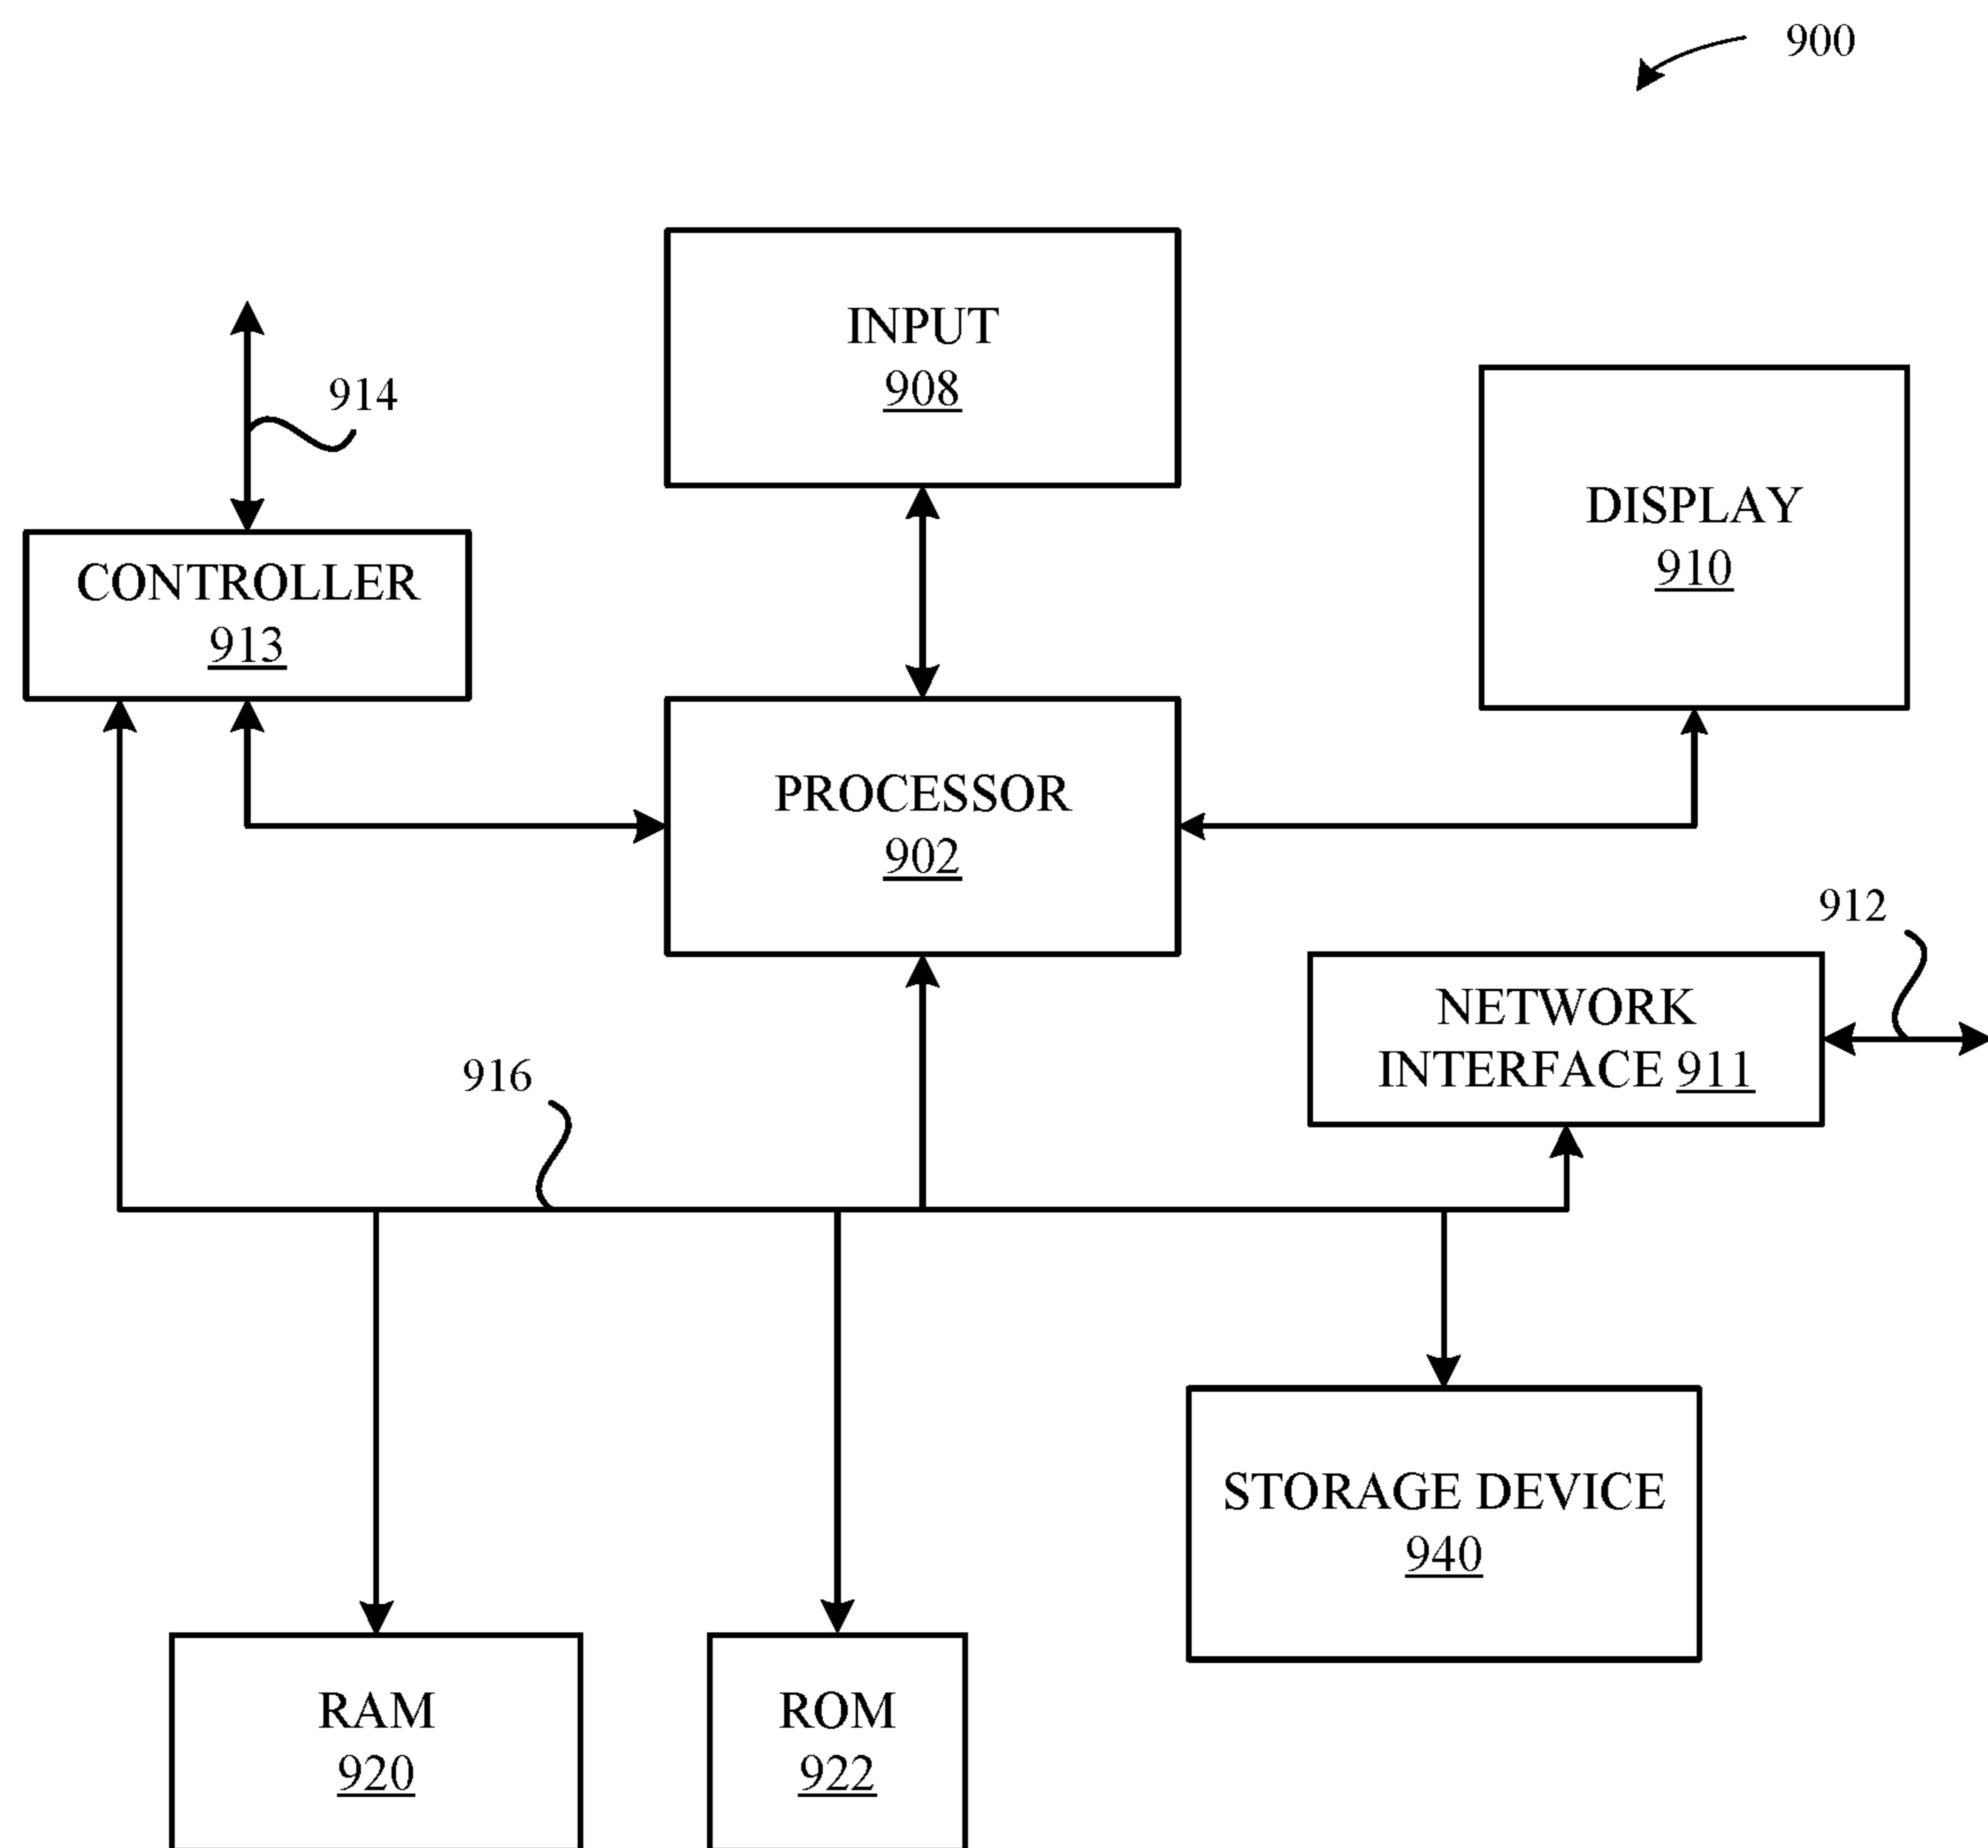 900
INPUT
908
914
DISPLAY
910
CONTROLLER
913
PROCESSOR
902
912
NETWORK
INTERFACE 911
916
STORAGE DEVICE
940
RAM
920
ROM
922